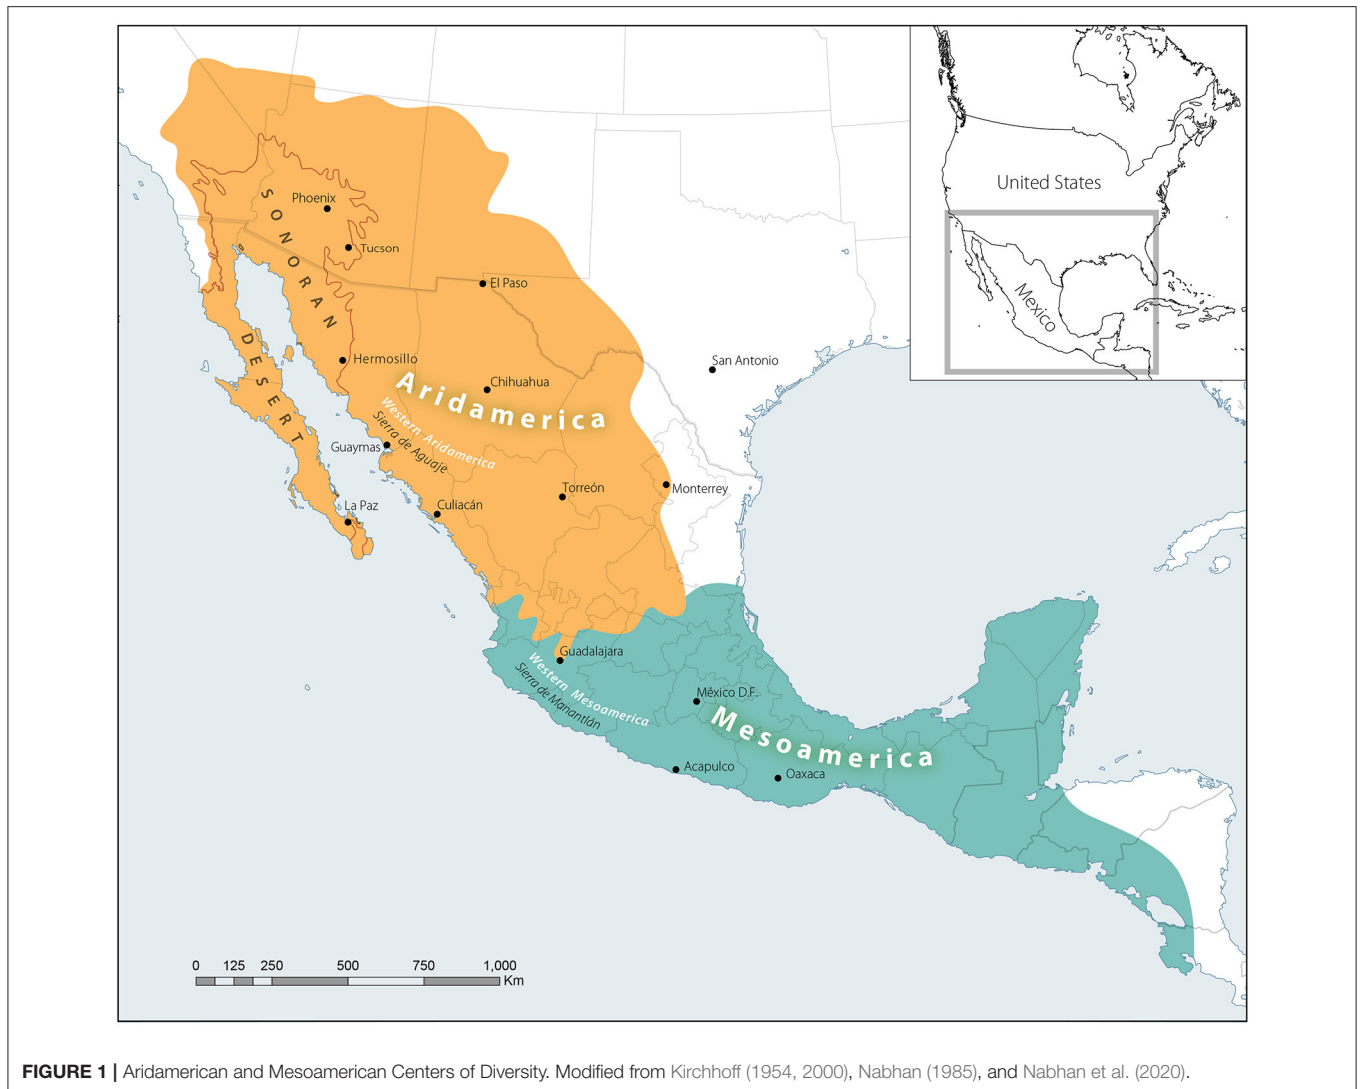 United States
Mexico
Phoenix
Tucson
SONORAN
DESERT
El Paso
Hermosillo
San Antonio
Chihuahua
Aridamerica
Western Aridamerica
Sierra de Aguaje
Guaymas
Torreón
Monterrey
La Paz
Culiacán
Guadalajara
Western Mesoamerica
Sierra de Manantlán
México D.F.
Mesoamerica
Acapulco
Oaxaca
0 125 250 500 750 1,000
Km
FIGURE 1 | Aridamerican and Mesoamerican Centers of Diversity. Modified from Kirchhoff (1954, 2000), Nabhan (1985), and Nabhan et al. (2020).